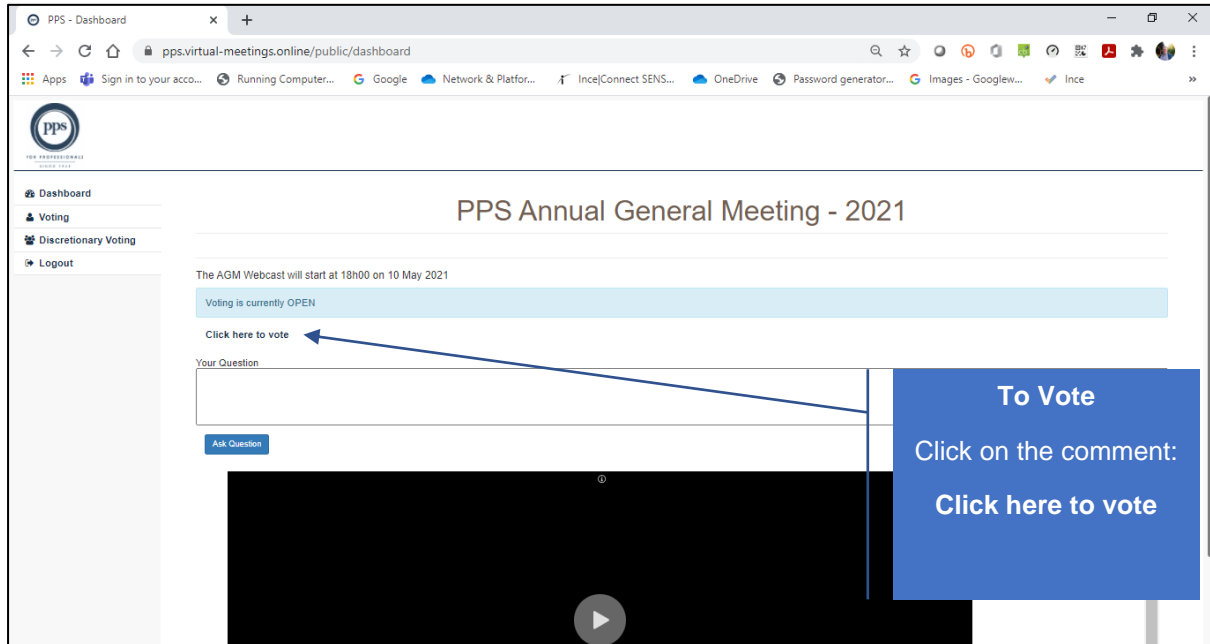 PPS - Dashboard
pps.virtual-meetings.online/public/dashboard
Apps Sign in to your acco... Running Computer... Google Network & Platfor... Ince|Connect SENS... OneDrive Password generator... Images - Googlew... Ince »
pps
FOR PROFESSIONALS
Dashboard
Voting
Discretionary Voting
Logout
PPS Annual General Meeting - 2021
The AGM Webcast will start at 18h00 on 10 May 2021
Voting is currently OPEN
Click here to vote
Your Question
Ask Question
To Vote
Click on the comment:
Click here to vote